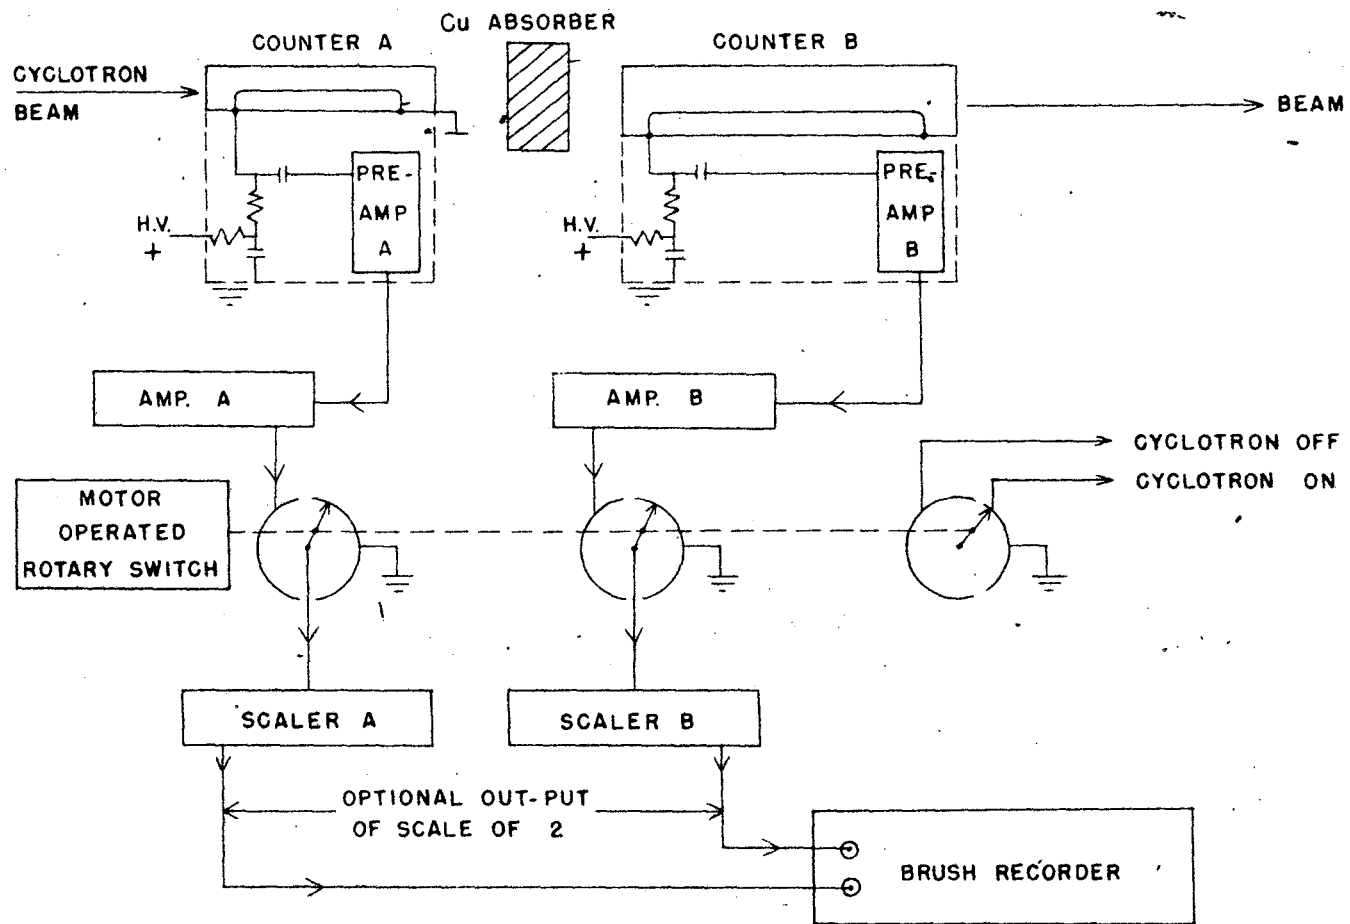 Cu ABSORBER
COUNTER A
COUNTER B
CYCLOTRON
BEAM
BEAM
PRE-
AMP
A
H.V.
+
PRE-
AMP
B
H.V.
+
AMP. A
AMP. B
CYCLOTRON OFF
CYCLOTRON ON
MOTOR
OPERATED
ROTARY SWITCH
SCALER A
SCALER B
OPTIONAL OUT-PUT
OF SCALE OF 2
BRUSH RECORDER